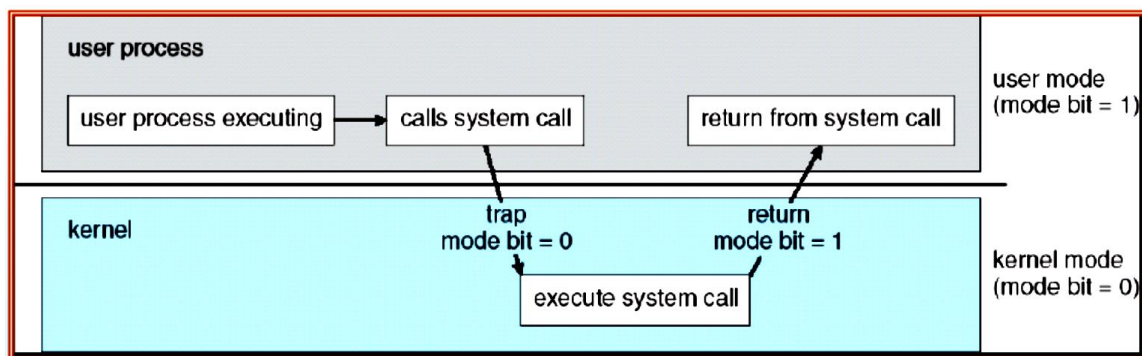 user process
user process executing
calls system call
return from system call
user mode
(mode bit = 1)
kernel
trap
mode bit = 0
return
mode bit = 1
execute system call
kernel mode
(mode bit = 0)